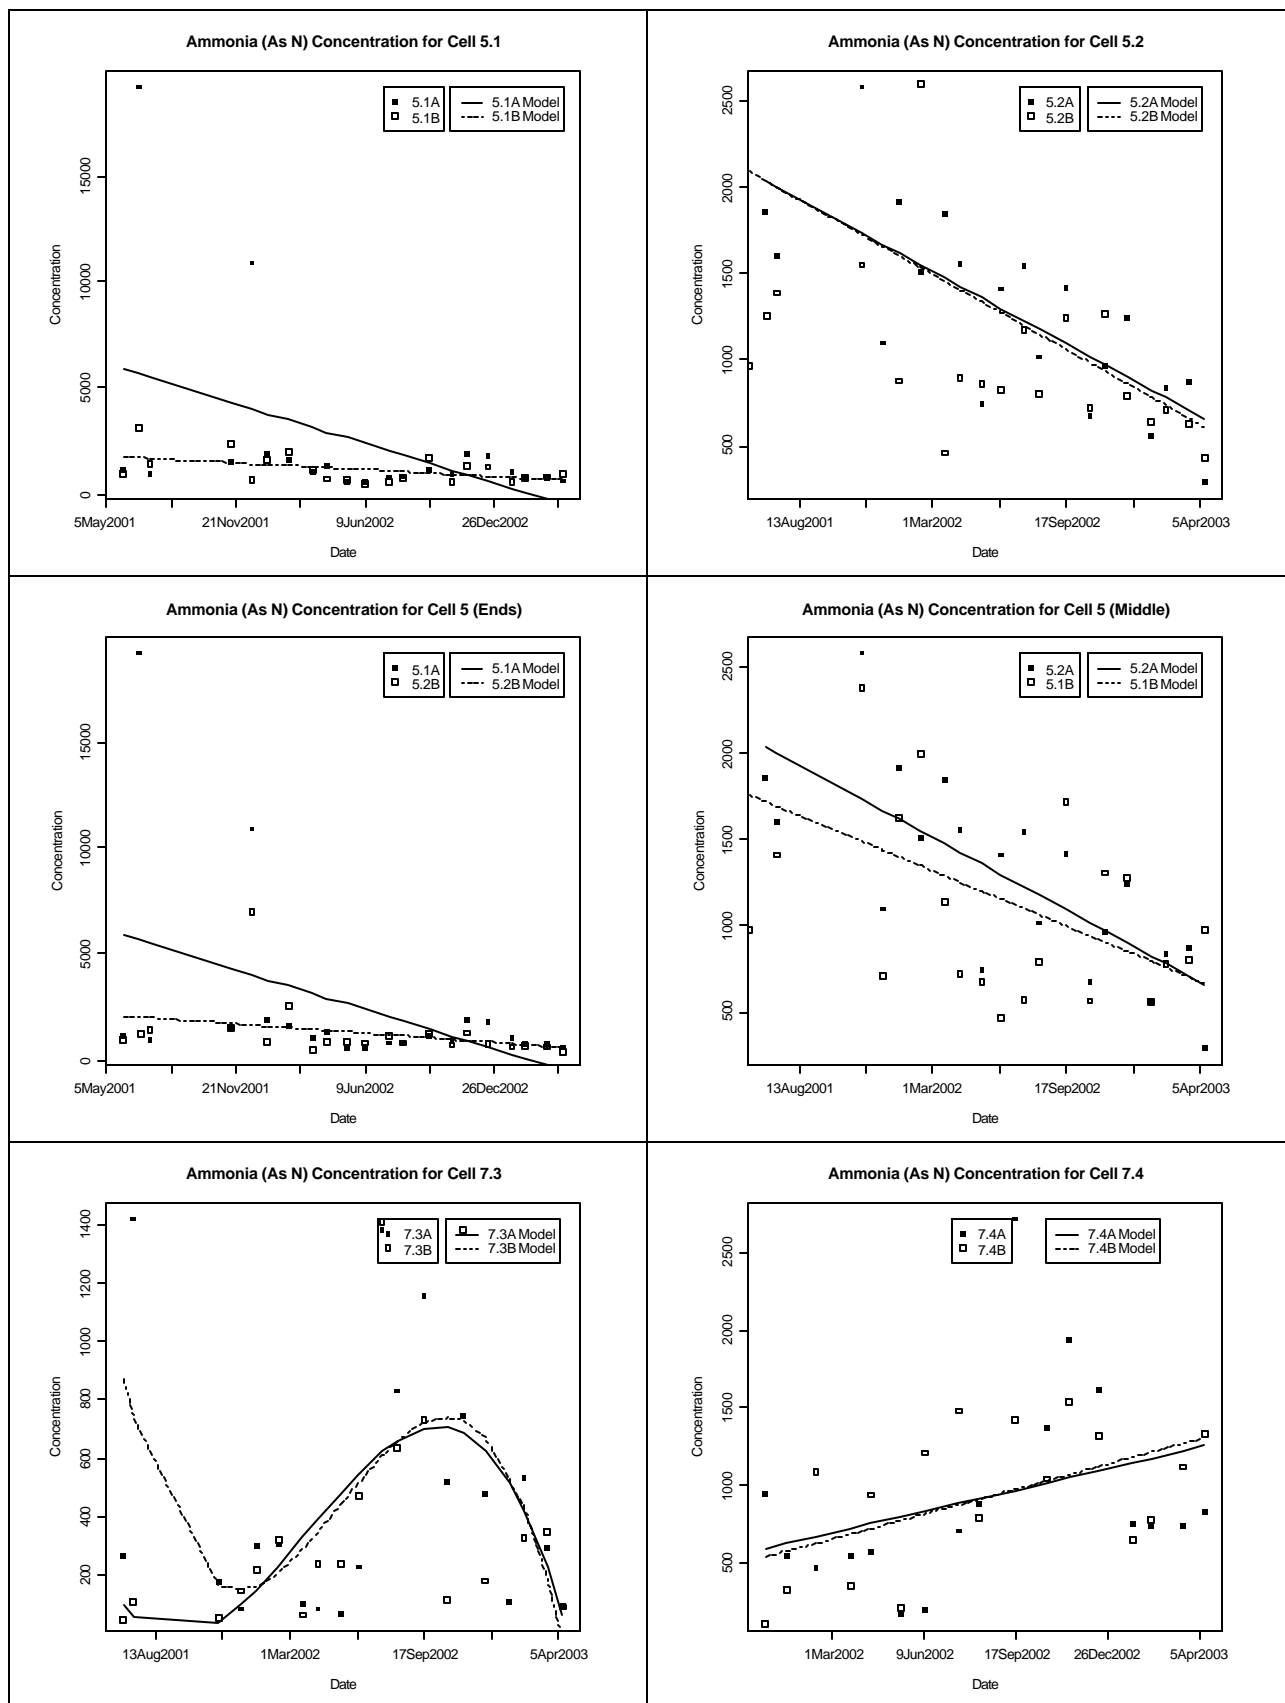 Ammonia (As N) Concentration for Cell 5.1
5.1A
5.1B
5.1A Model
5.1B Model
Concentration
0
5000
10000
15000
5May2001
21Nov2001
9Jun2002
26Dec2002
Date
Ammonia (As N) Concentration for Cell 5.2
5.2A
5.2B
5.2A Model
5.2B Model
Concentration
500
1000
1500
2000
2500
13Aug2001
1Mar2002
17Sep2002
5Apr2003
Date
Ammonia (As N) Concentration for Cell 5 (Ends)
5.1A
5.2B
5.1A Model
5.2B Model
Concentration
0
5000
10000
15000
5May2001
21Nov2001
9Jun2002
26Dec2002
Date
Ammonia (As N) Concentration for Cell 5 (Middle)
5.2A
5.1B
5.2A Model
5.1B Model
Concentration
500
1000
1500
2000
2500
13Aug2001
1Mar2002
17Sep2002
5Apr2003
Date
Ammonia (As N) Concentration for Cell 7.3
7.3A
7.3B
7.3A Model
7.3B Model
Concentration
200
400
600
800
1000
1200
1400
13Aug2001
1Mar2002
17Sep2002
5Apr2003
Date
Ammonia (As N) Concentration for Cell 7.4
7.4A
7.4B
7.4A Model
7.4B Model
Concentration
500
1000
1500
2000
2500
1Mar2002
9Jun2002
17Sep2002
26Dec2002
5Apr2003
Date